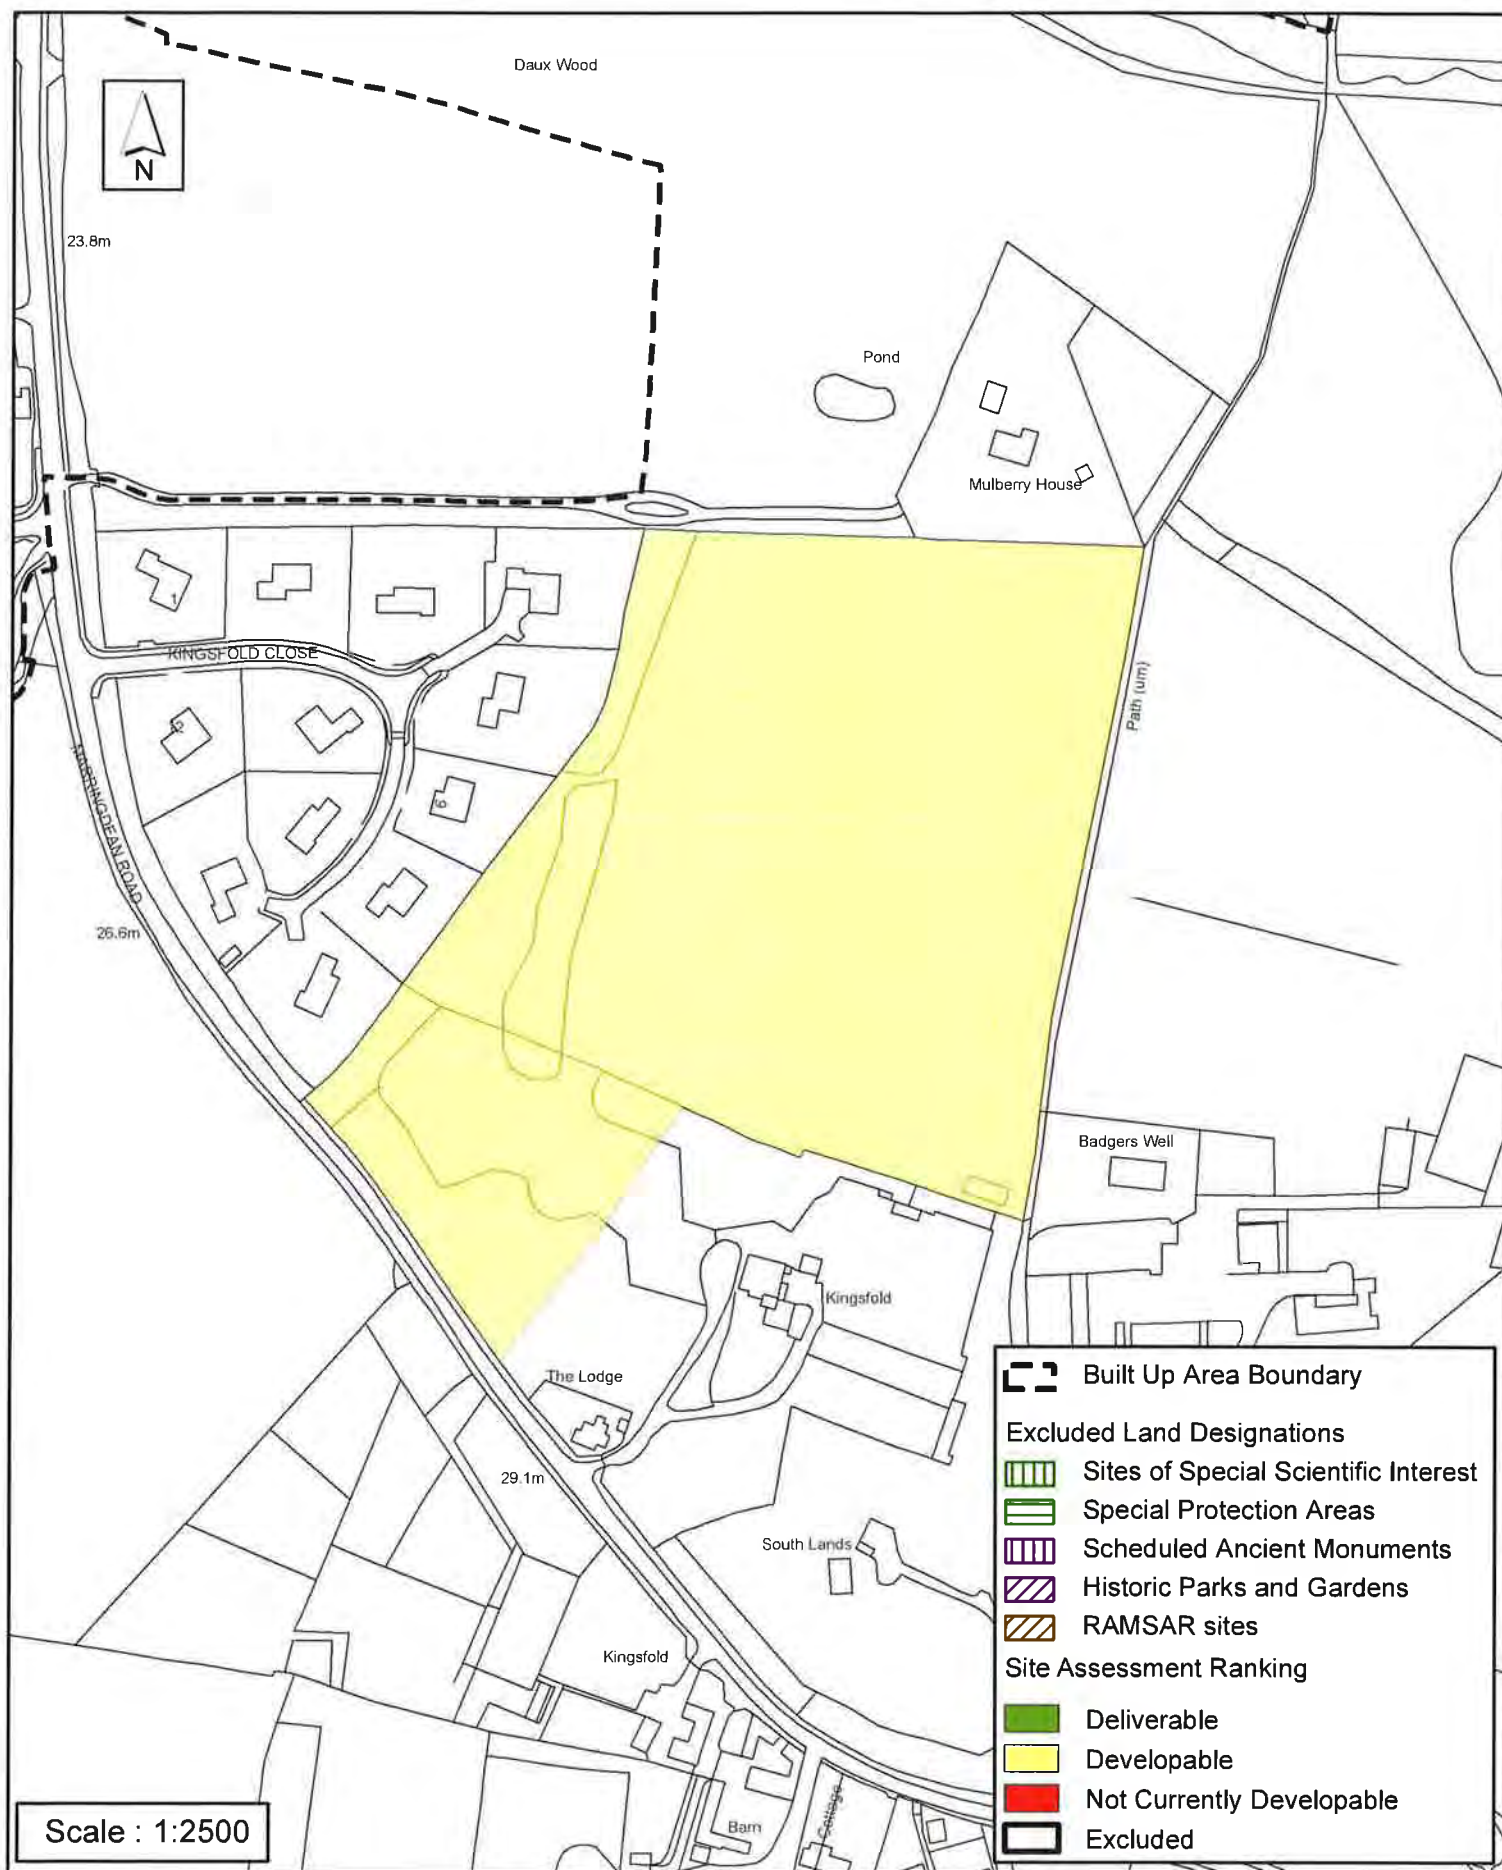 Daux Wood
N
23.8m
Pond
Mulberry House
1
KINGSFOLD CLOSE
Path (um)
12
MARRINGDEAN ROAD
6
26.6m
Badgers Well
Kingsfold
The Lodge
29.1m
South Lands
Kingsfold
Barn
Cottage
Built Up Area Boundary
Excluded Land Designations
Sites of Special Scientific Interest
Special Protection Areas
Scheduled Ancient Monuments
Historic Parks and Gardens
RAMSAR sites
Site Assessment Ranking
Deliverable
Developable
Not Currently Developable
Excluded
Scale : 1:2500